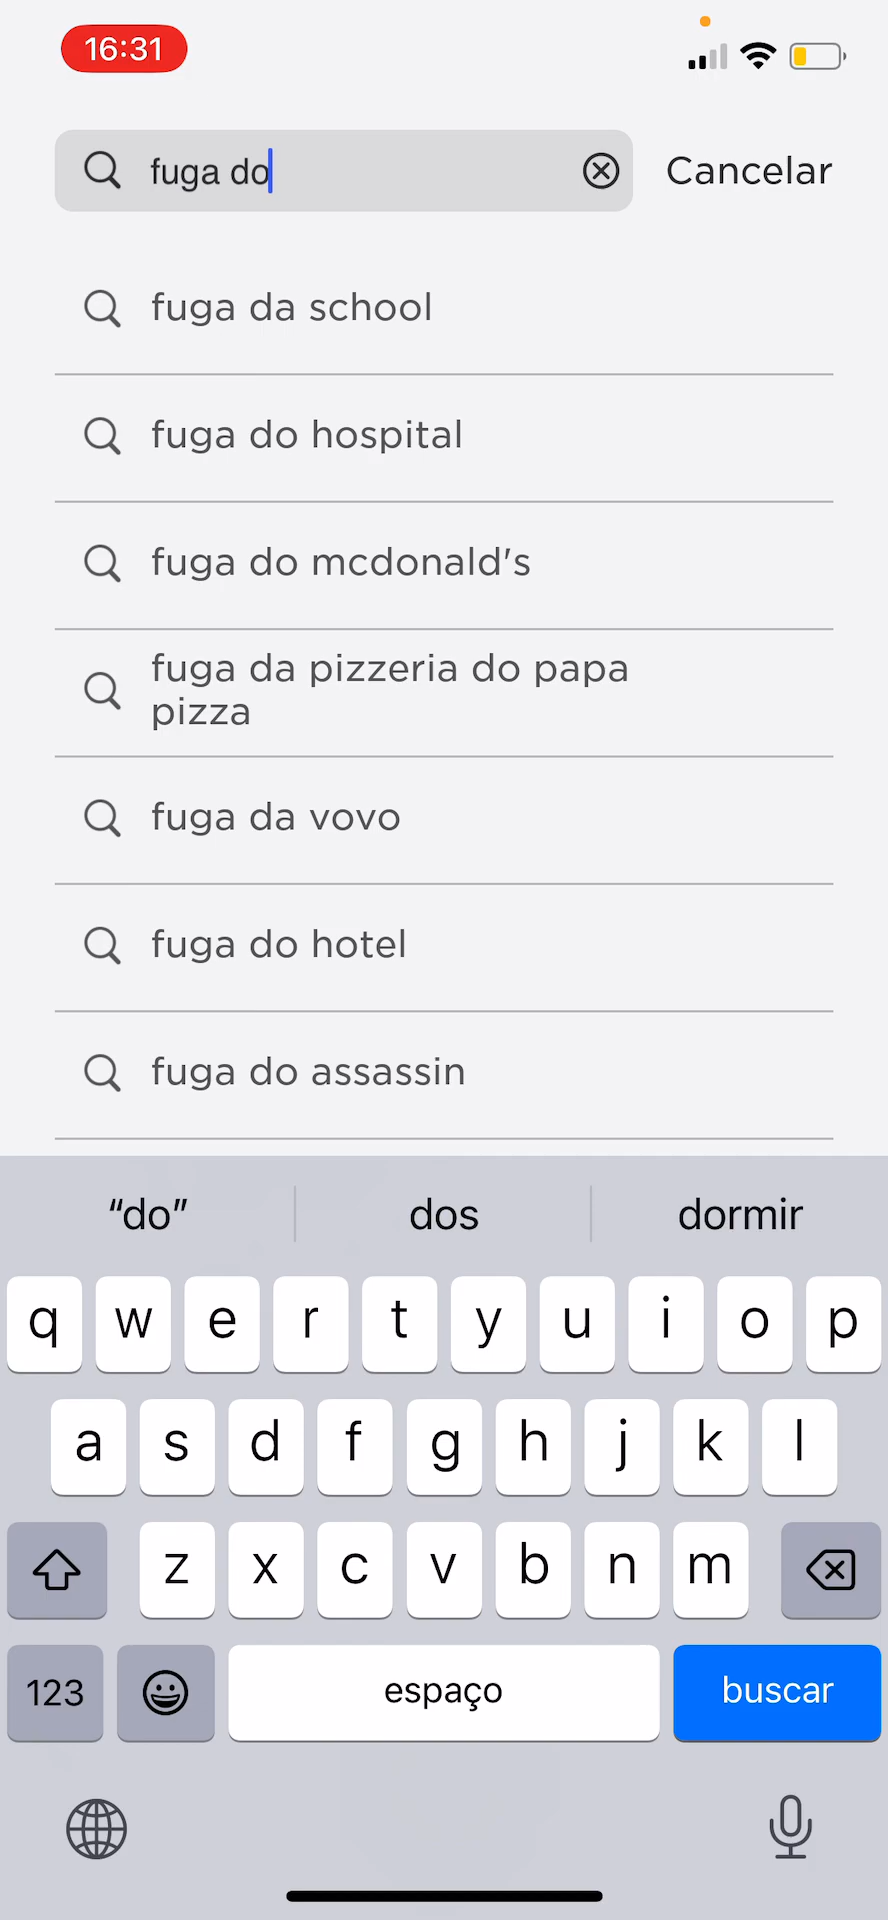 16:31
fuga do
Cancelar
fuga da school
fuga do hospital
fuga do mcdonald's
fuga da pizzeria do papa
pizza
fuga da vovo
fuga do hotel
fuga do assassin
“do” dos dormir
q w e r t y u i o p
a s d f g h j k l
z x c v b n m
123 espaço buscar